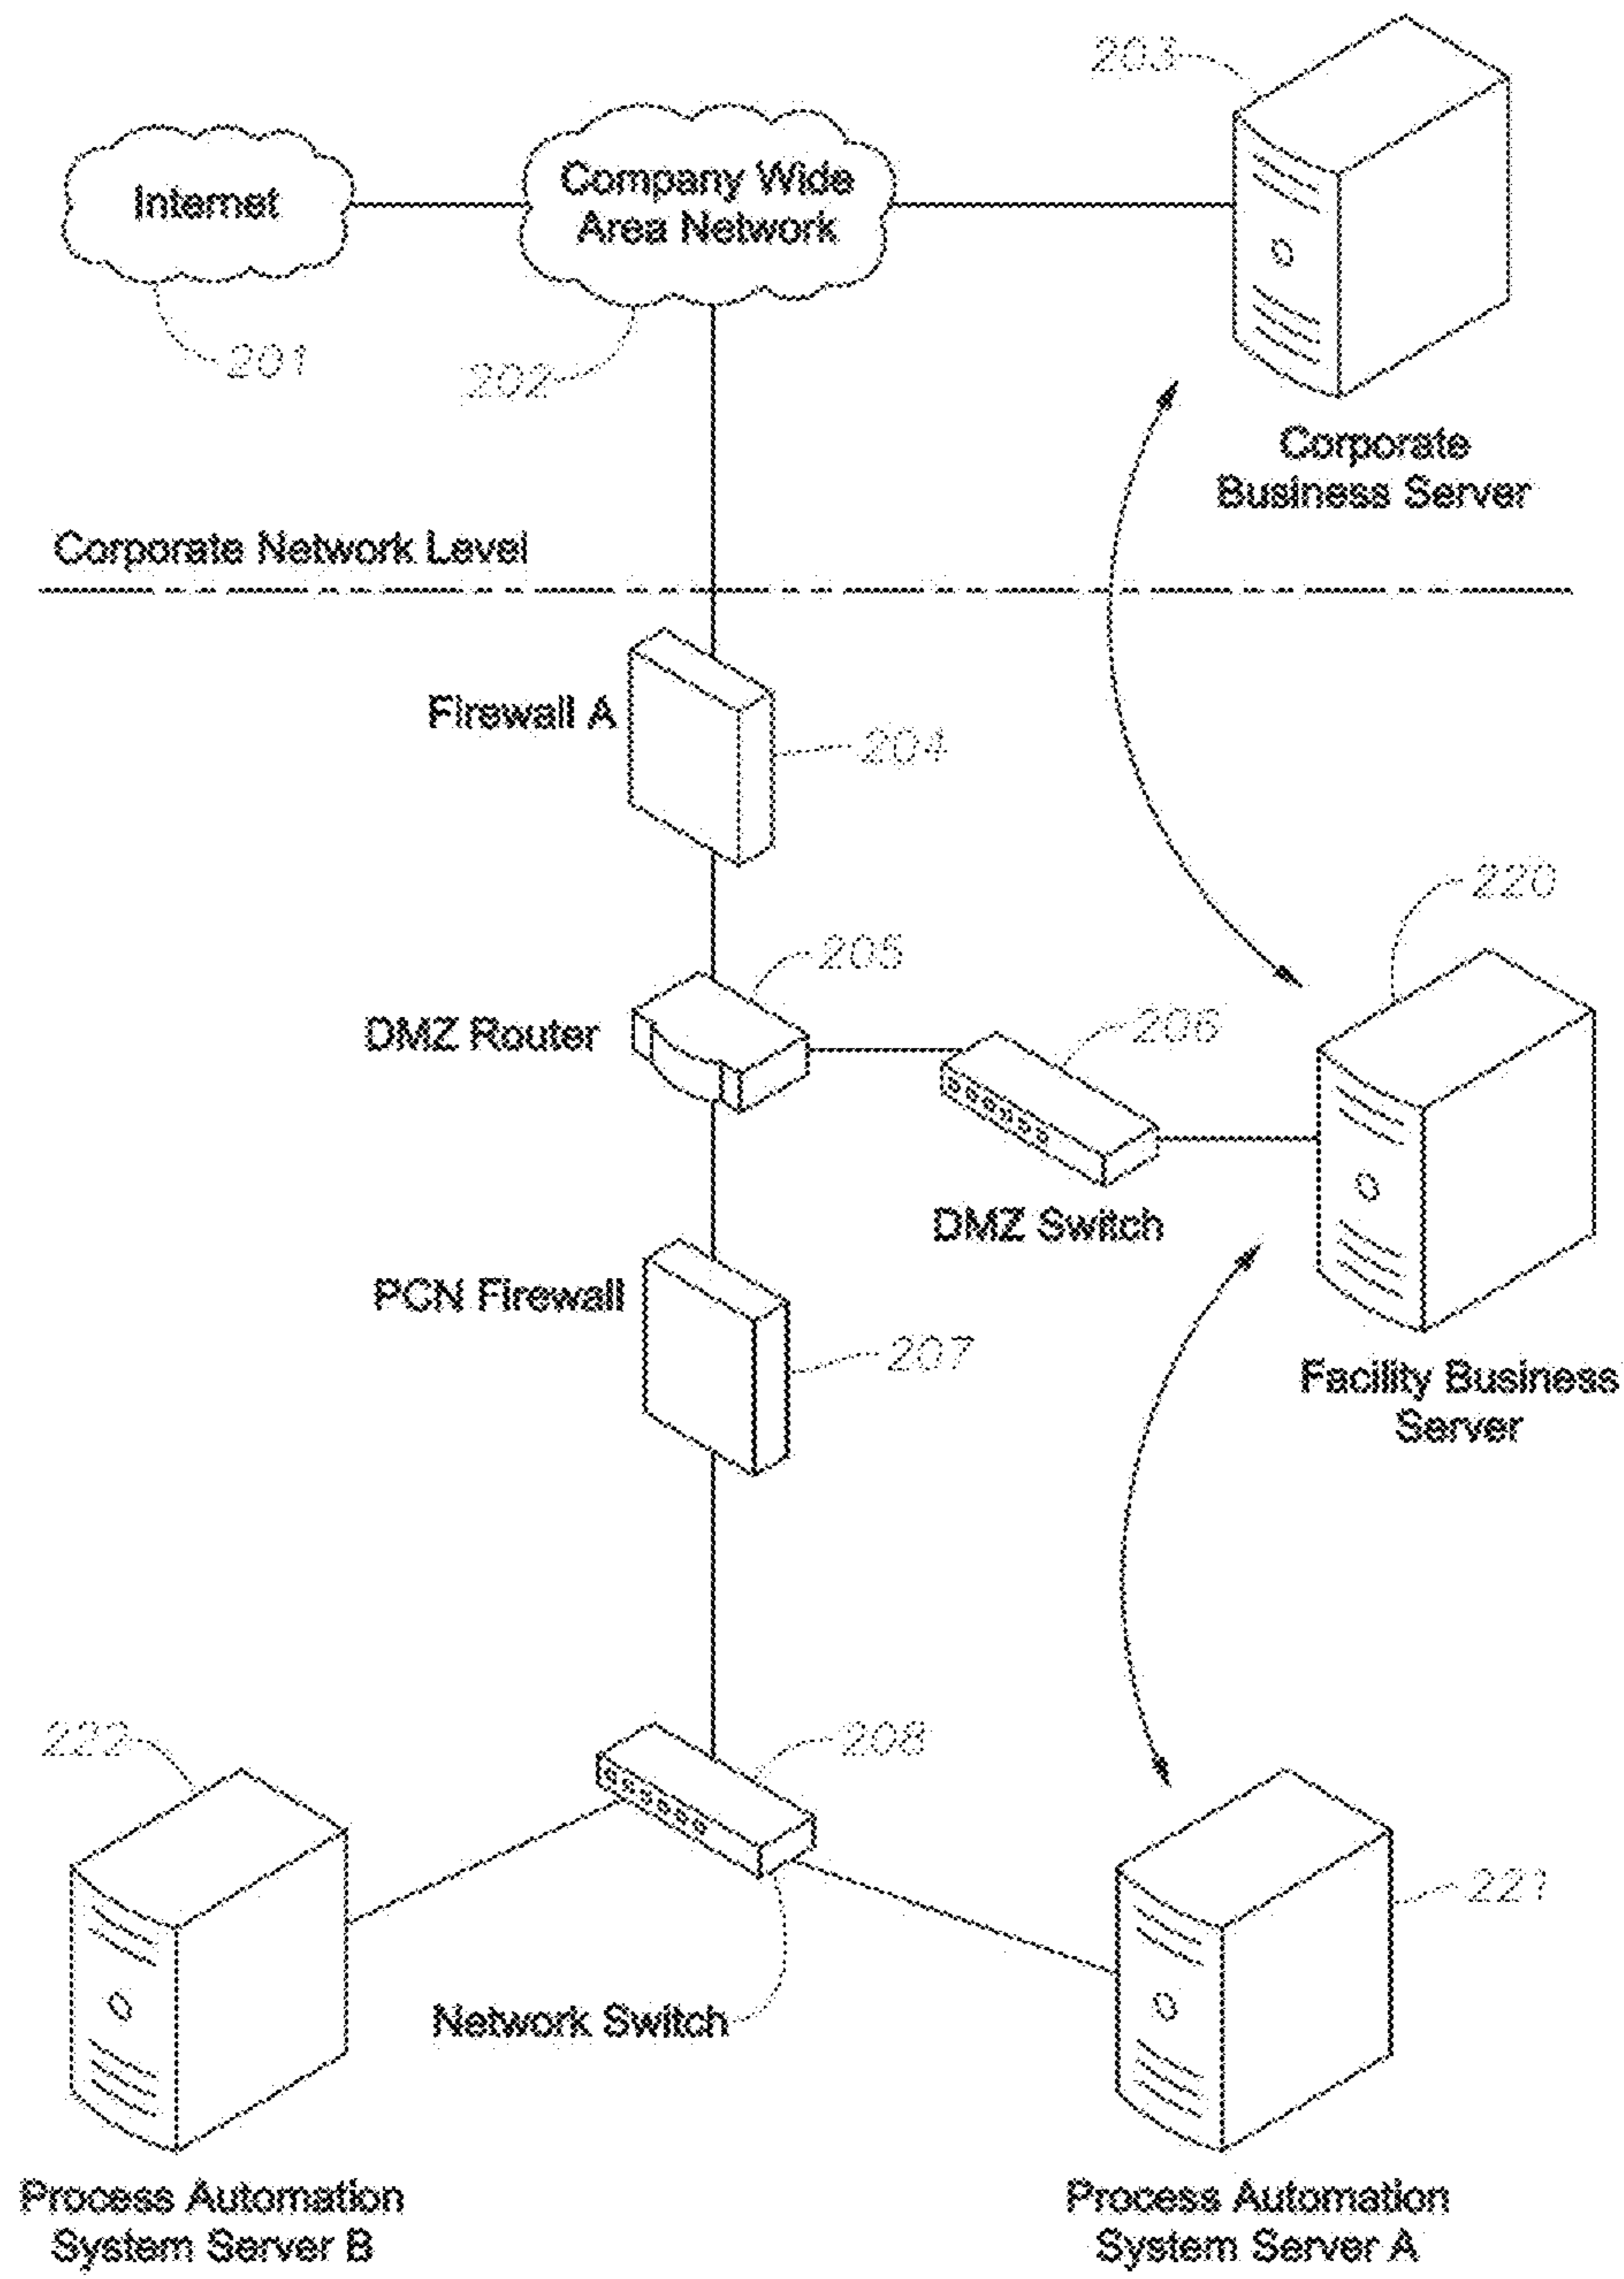 203
Internet
Company Wide
Area Network
201
202
Corporate
Business Server
Corporate Network Level
Firewall A
204
220
205
DMZ Router
206
DMZ Switch
PCN Firewall
207
Facility Business
Server
222
208
221
Network Switch
Process Automation
System Server B
Process Automation
System Server A